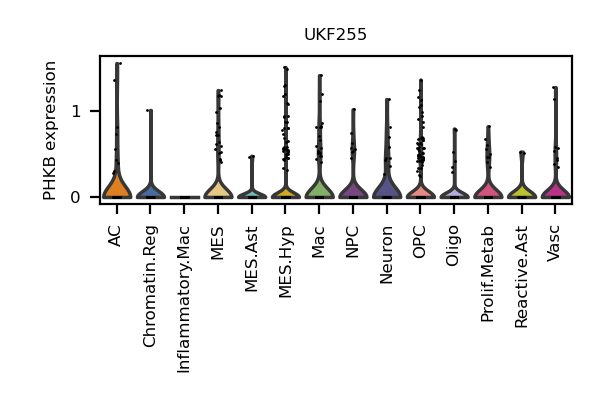 UKF255
PHKB expression
1
0
AC
Chromatin.Reg
Inflammatory.Mac
MES
MES.Ast
MES.Hyp
Mac
NPC
Neuron
OPC
Oligo
Prolif.Metab
Reactive.Ast
Vasc